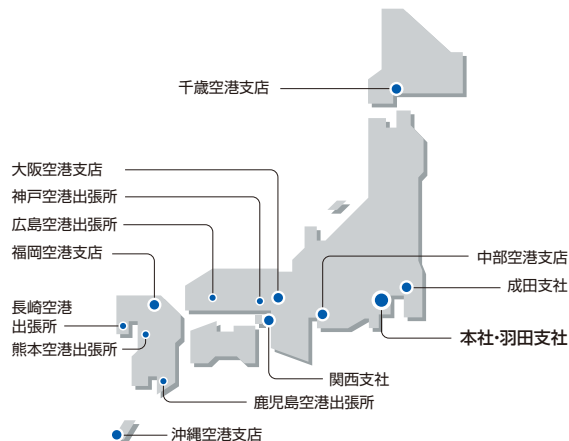 千歳空港支店
大阪空港支店
神戸空港出張所
広島空港出張所
福岡空港支店
長崎空港
出張所
熊本空港出張所
中部空港支店
成田支社
本社・羽田支社
関西支社
鹿児島空港出張所
沖縄空港支店